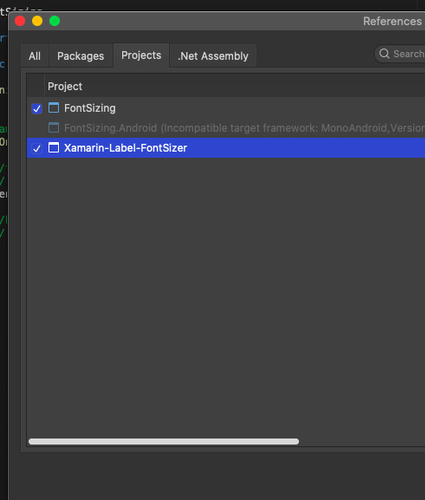 References
All
Packages
Projects
.Net Assembly
Search
Project
FontSizing
FontSizing.Android (Incompatible target framework: MonoAndroid,Version
Xamarin-Label-FontSizer